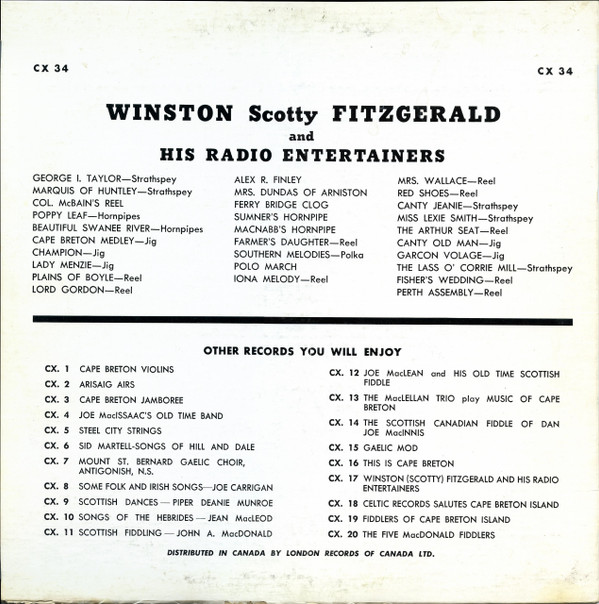 CX 34
CX 34
WINSTON Scotty FITZGERALD
and
HIS RADIO ENTERTAINERS
GEORGE I. TAYLOR—Strathspey
MARQUIS OF HUNTLEY—Strathspey
COL. McBAIN'S REEL
POPPY LEAF—Hornpipes
BEAUTIFUL SWANEE RIVER—Hornpipes
CAPE BRETON MEDLEY—Jig
CHAMPION—Jig
LADY MENZIE—Jig
PLAINS OF BOYLE—Reel
LORD GORDON—Reel
ALEX R. FINLEY
MRS. DUNDAS OF ARNISTON
FERRY BRIDGE CLOG
SUMNER'S HORNPIPE
MACNABB'S HORNPIPE
FARMER'S DAUGHTER—Reel
SOUTHERN MELODIES—Polka
POLO MARCH
IONA MELODY—Reel
MRS. WALLACE—Reel
RED SHOES—Reel
CANTY JEANIE—Strathspey
MISS LEXIE SMITH—Strathspey
THE ARTHUR SEAT—Reel
CANTY OLD MAN—Jig
GARCON VOLAGE—Jig
THE LASS O' CORRIE MILL—Strathspey
FISHER'S WEDDING—Reel
PERTH ASSEMBLY—Reel
OTHER RECORDS YOU WILL ENJOY
CX. 1 CAPE BRETON VIOLINS
CX. 2 ARISAIG AIRS
CX. 3 CAPE BRETON JAMBOREE
CX. 4 JOE MacISSAAC'S OLD TIME BAND
CX. 5 STEEL CITY STRINGS
CX. 6 SID MARTELL-SONGS OF HILL AND DALE
CX. 7 MOUNT ST. BERNARD GAELIC CHOIR,
ANTIGONISH, N.S.
CX. 8 SOME FOLK AND IRISH SONGS—JOE CARRIGAN
CX. 9 SCOTTISH DANCES—PIPER DEANIE MUNROE
CX. 10 SONGS OF THE HEBRIDES—JEAN MacLEOD
CX. 11 SCOTTISH FIDDLING—JOHN A. MacDONALD
CX. 12 JOE MacLEAN and HIS OLD TIME SCOTTISH
FIDDLE
CX. 13 THE MacLELLAN TRIO play MUSIC OF CAPE
BRETON
CX. 14 THE SCOTTISH CANADIAN FIDDLE OF DAN
JOE MacINNIS
CX. 15 GAELIC MOD
CX. 16 THIS IS CAPE BRETON
CX. 17 WINSTON (SCOTTY) FITZGERALD AND HIS RADIO
ENTERTAINERS
CX. 18 CELTIC RECORDS SALUTES CAPE BRETON ISLAND
CX. 19 FIDDLERS OF CAPE BRETON ISLAND
CX. 20 THE FIVE MacDONALD FIDDLERS
DISTRIBUTED IN CANADA BY LONDON RECORDS OF CANADA LTD.